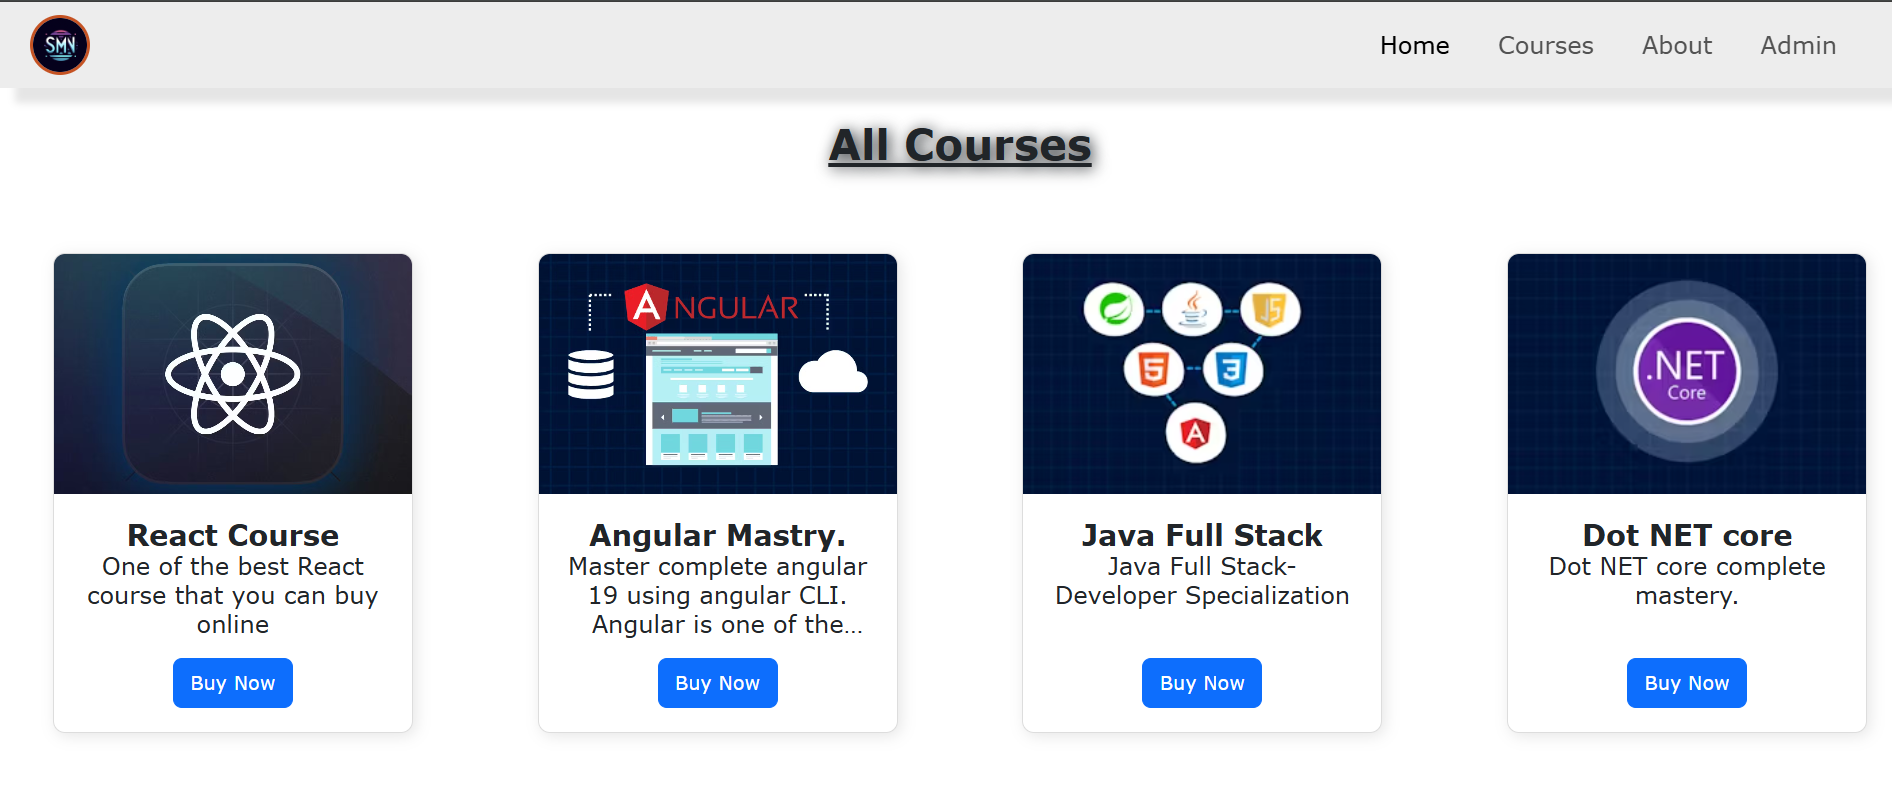 SMV
Home Courses About Admin
All Courses
ANGULAR
.NET
Core
React Course
One of the best React
course that you can buy
online
Buy Now
Angular Mastry.
Master complete angular
19 using angular CLI.
Angular is one of the...
Buy Now
Java Full Stack
Java Full Stack-
Developer Specialization
Buy Now
Dot NET core
Dot NET core complete
mastery.
Buy Now